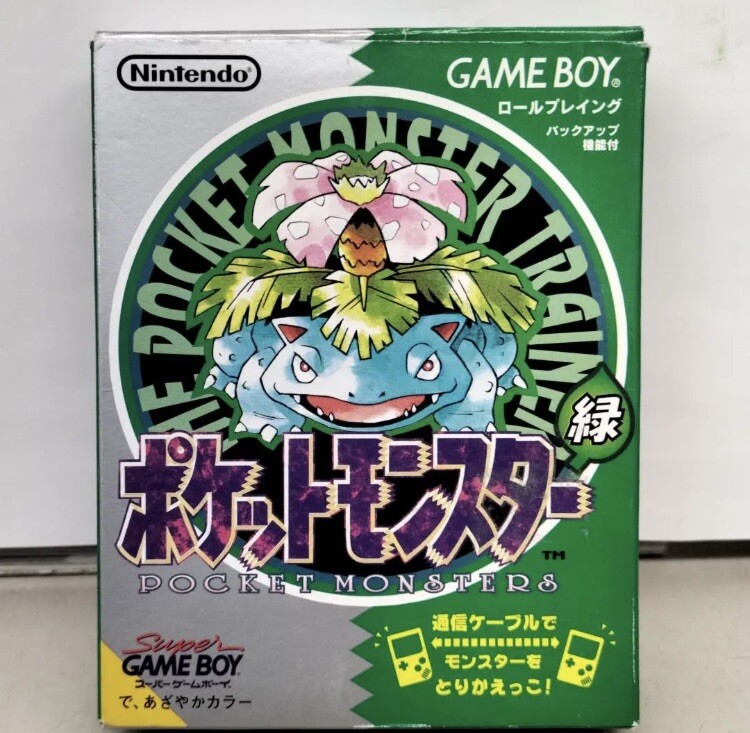 Nintendo®
GAME BOY®
ロールプレイング
バックアップ
機能付
THE POCKET MONSTER TRAINER
緑
ポケットモンスター
TM
POCKET MONSTERS
通信ケーブルで
モンスターを
とりかえっこ!
Super
GAME BOY
スーパーゲームボーイ
で、あざやかカラー